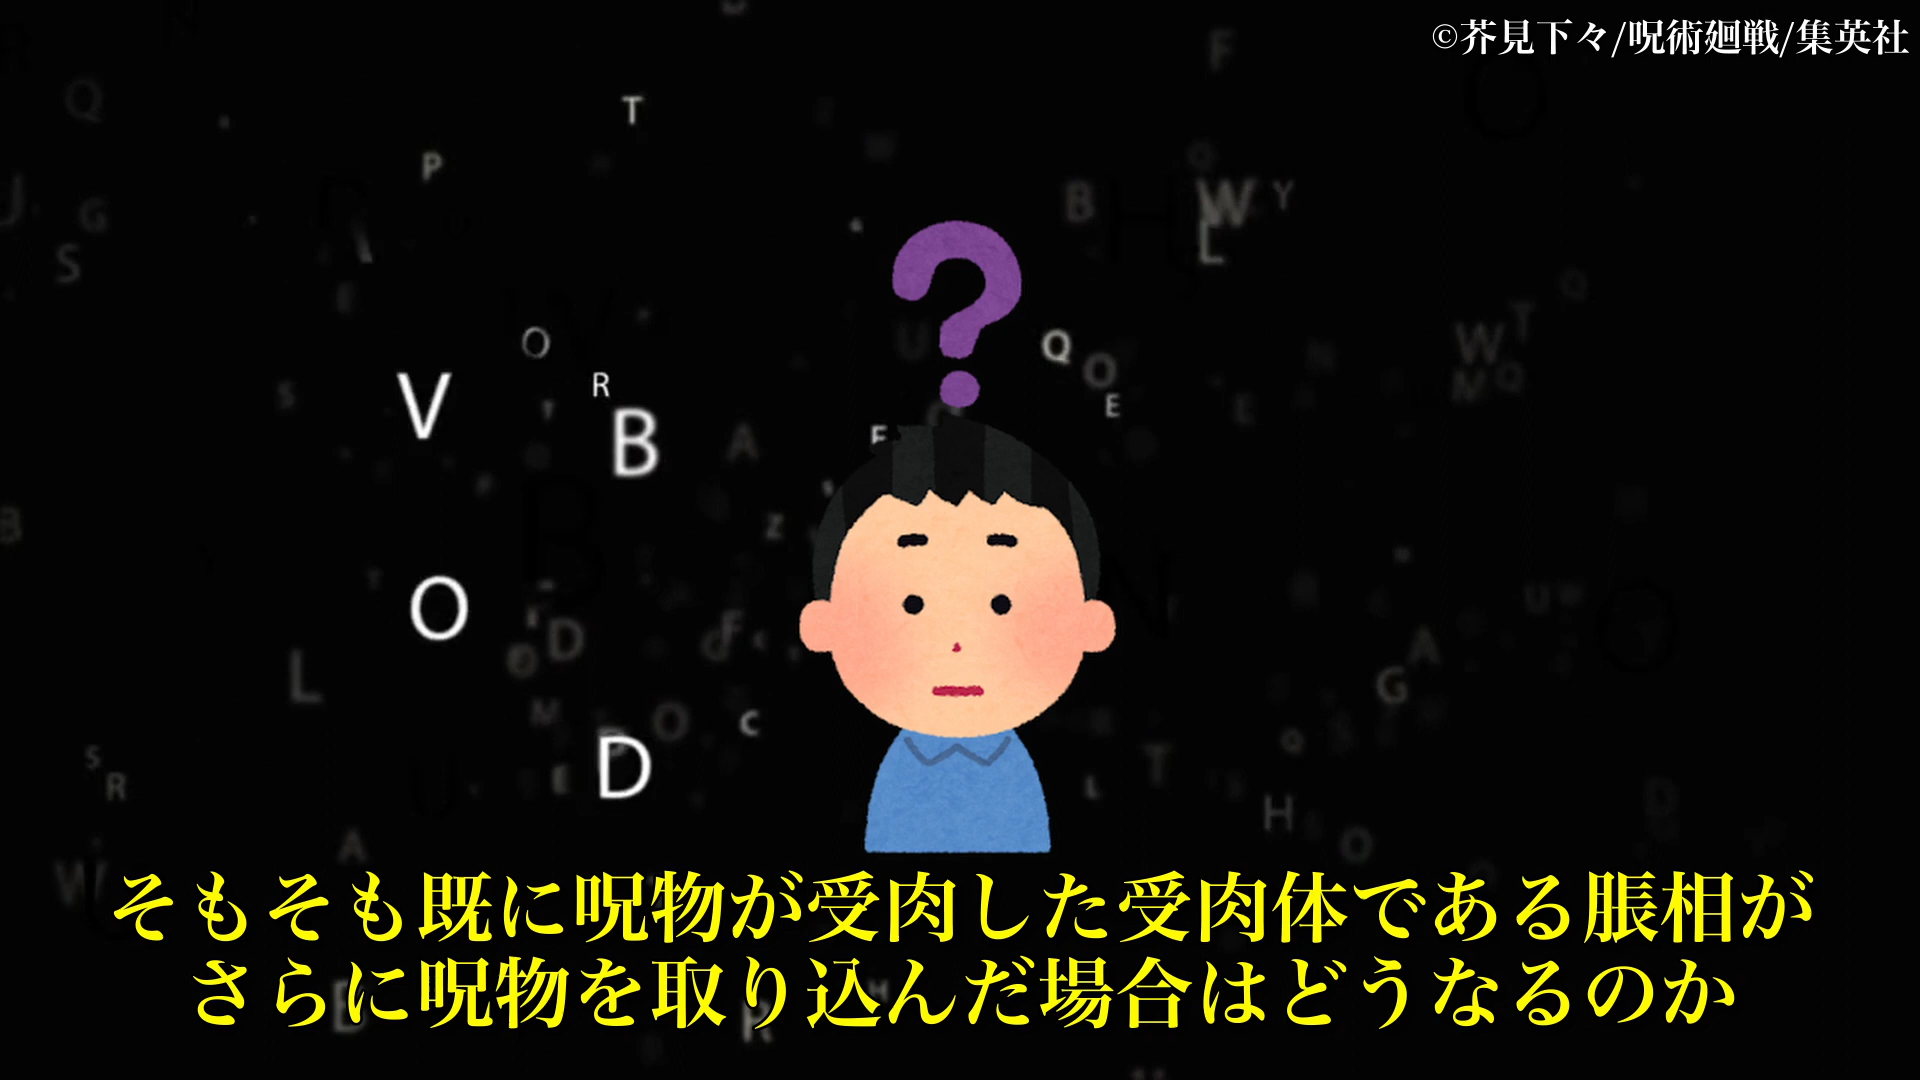 ©芥見下々/呪術廻戦/集英社
そもそも既に呪物が受肉した受肉体である脹相が
さらに呪物を取り込んだ場合はどうなるのか